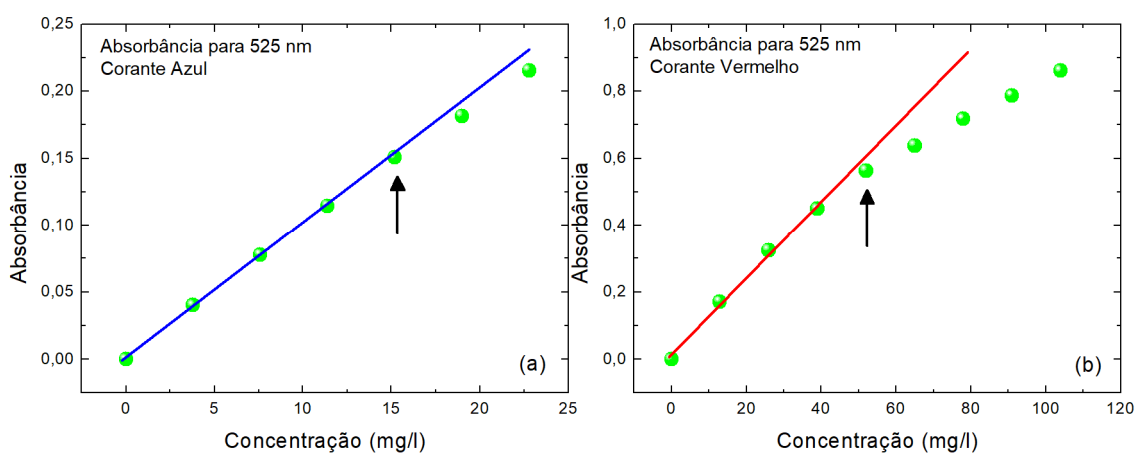 Absorbância para 525 nm
Corante Azul
0,25
0,20
0,15
0,10
0,05
0,00
Absorbância
0
5
10
15
20
25
Concentração (mg/l)
(a)
Absorbância para 525 nm
Corante Vermelho
1,0
0,8
0,6
0,4
0,2
0,0
Absorbância
0
20
40
60
80
100
120
Concentração (mg/l)
(b)